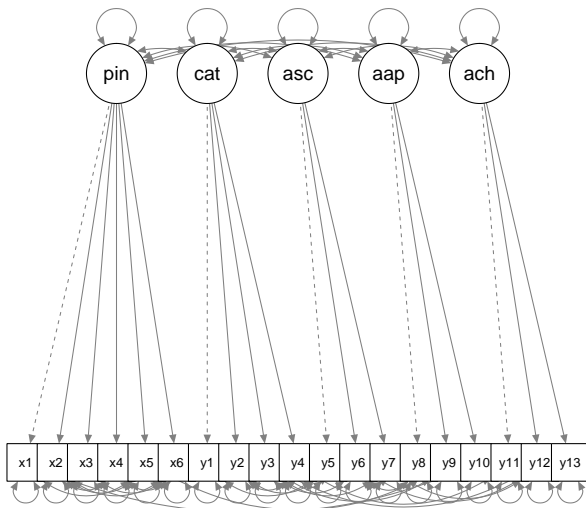 pin cat asc aap ach
x1 x2 x3 x4 x5 x6 y1 y2 y3 y4 y5 y6 y7 y8 y9 y10 y11 y12 y13